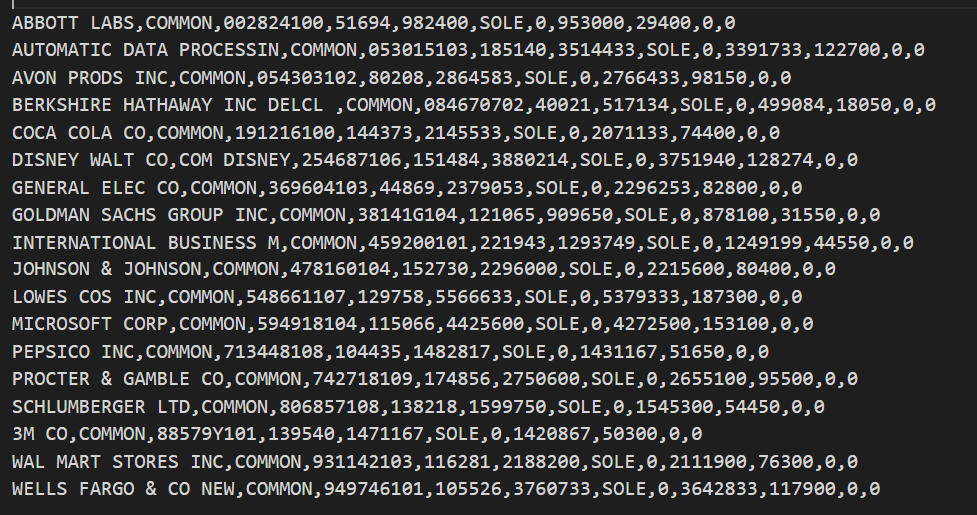 ABBOTT LABS,COMMON,002824100,51694,982400,SOLE,0,953000,29400,0,0
AUTOMATIC DATA PROCESSIN,COMMON,053015103,185140,3514433,SOLE,0,3391733,122700,0,0
AVON PRODS INC,COMMON,054303102,80208,2864583,SOLE,0,2766433,98150,0,0
BERKSHIRE HATHAWAY INC DELCL ,COMMON,084670702,40021,517134,SOLE,0,499084,18050,0,0
COCA COLA CO,COMMON,191216100,144373,2145533,SOLE,0,2071133,74400,0,0
DISNEY WALT CO,COM DISNEY,254687106,151484,3880214,SOLE,0,3751940,128274,0,0
GENERAL ELEC CO,COMMON,369604103,44869,2379053,SOLE,0,2296253,82800,0,0
GOLDMAN SACHS GROUP INC,COMMON,38141G104,121065,909650,SOLE,0,878100,31550,0,0
INTERNATIONAL BUSINESS M,COMMON,459200101,221943,1293749,SOLE,0,1249199,44550,0,0
JOHNSON & JOHNSON,COMMON,478160104,152730,2296000,SOLE,0,2215600,80400,0,0
LOWES COS INC,COMMON,548661107,129758,5566633,SOLE,0,5379333,187300,0,0
MICROSOFT CORP,COMMON,594918104,115066,4425600,SOLE,0,4272500,153100,0,0
PEPSICO INC,COMMON,713448108,104435,1482817,SOLE,0,1431167,51650,0,0
PROCTER & GAMBLE CO,COMMON,742718109,174856,2750600,SOLE,0,2655100,95500,0,0
SCHLUMBERGER LTD,COMMON,806857108,138218,1599750,SOLE,0,1545300,54450,0,0
3M CO,COMMON,88579Y101,139540,1471167,SOLE,0,1420867,50300,0,0
WAL MART STORES INC,COMMON,931142103,116281,2188200,SOLE,0,2111900,76300,0,0
WELLS FARGO & CO NEW,COMMON,949746101,105526,3760733,SOLE,0,3642833,117900,0,0